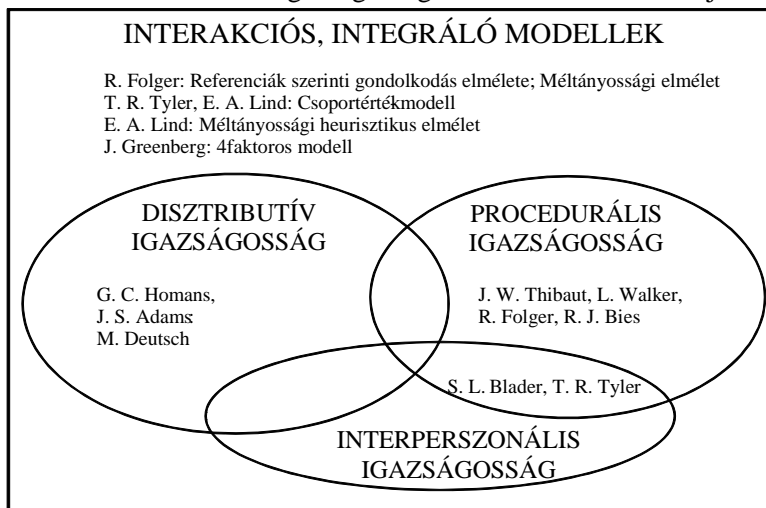 INTERAKCIÓS, INTEGRÁLÓ MODELLEK
R. Folger: Referenciák szerinti gondolkodás elmélete; Méltányossági elmélet
T. R. Tyler, E. A. Lind: Csoportértékmodell
E. A. Lind: Méltányossági heurisztikus elmélet
J. Greenberg: 4faktoros modell
DISZTRIBUTÍV
IGAZSÁGOSSÁG
G. C. Homans,
J. S. Adams:
M. Deutsch
PROCEDURÁLIS
IGAZSÁGOSSÁG
J. W. Thibaut, L. Walker,
R. Folger, R. J. Bies
S. L. Blader, T. R. Tyler
INTERPERSZONÁLIS
IGAZSÁGOSSÁG